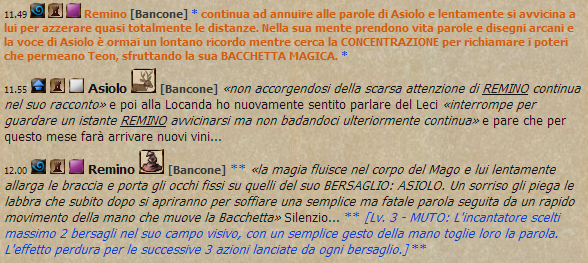 11.49 Remino [Bancone] * continua ad annuire alle parole di Asiolo e lentamente si avvicina a
lui per azzerare quasi totalmente le distanze. Nella sua mente prendono vita parole e disegni arcani e
la voce di Asiolo è ormai un lontano ricordo mentre cerca la CONCENTRAZIONE per richiamare i poteri
che permeano Teon, sfruttando la sua BACCHETTA MAGICA. *
11.55 Asiolo [Bancone] «non accorgendosi della scarsa attenzione di REMINO continua
nel suo racconto» e poi alla Locanda ho nuovamente sentito parlare del Leci «interrompe per
guardare un istante REMINO avvicinarsi ma non badandoci ulteriormente continua» e pare che per
questo mese farà arrivare nuovi vini...
12.00 Remino [Bancone] ** «la magia fluisce nel corpo del Mago e lui lentamente
allarga le braccia e porta gli occhi fissi su quelli del suo BERSAGLIO: ASIOLO. Un sorriso gli piega le
labbra che subito dopo si apriranno per soffiare una semplice ma fatale parola seguita da un rapido
movimento della mano che muove la Bacchetta» Silenzio... ** [Lv. 3 - MUTO: L'incantatore scelti
massimo 2 bersagli nel suo campo visivo, con un semplice gesto della mano toglie loro la parola.
L'effetto perdura per le successive 3 azioni lanciate da ogni bersaglio.] **